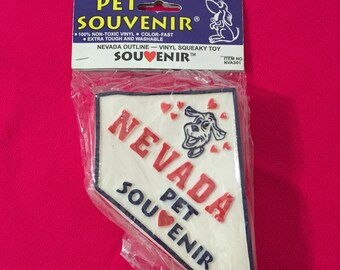 PET
SOUVENIR®
• 100% NON-TOXIC VINYL • COLOR-FAST
• EXTRA TOUGH AND WASHABLE
NEVADA OUTLINE — VINYL SQUEAKY TOY
SOUVENIR™
ITEM NO.
NVAS01
NEVADA
PET
SOUVENIR